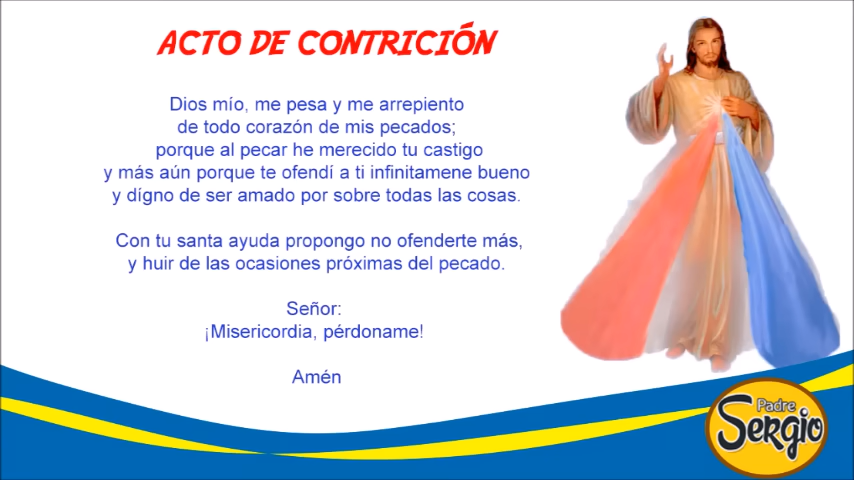 ACTO DE CONTRICIÓN
Dios mío, me pesa y me arrepiento
de todo corazón de mis pecados;
porque al pecar he merecido tu castigo
y más aún porque te ofendí a ti infinitamene bueno
y dígno de ser amado por sobre todas las cosas.
Con tu santa ayuda propongo no ofenderte más,
y huir de las ocasiones próximas del pecado.
Señor:
¡Misericordia, pérdoname!
Amén
Padre
Sergio